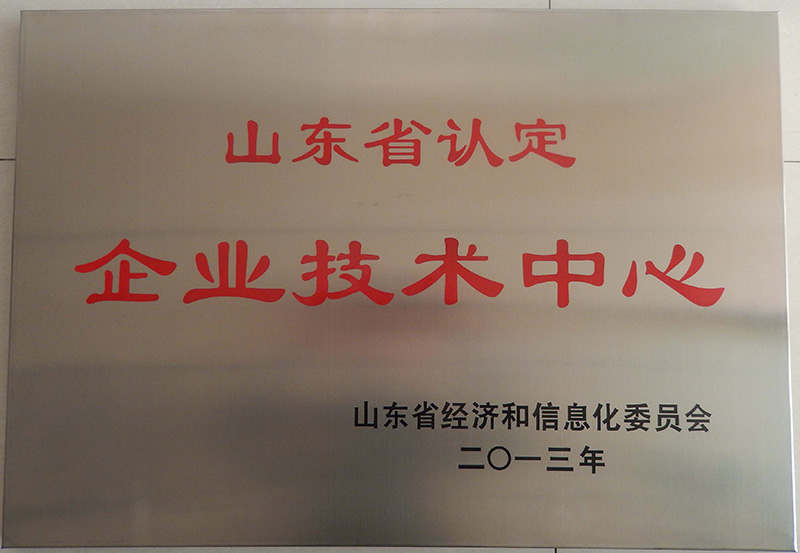 山东省认定
企业技术中心
山东省经济和信息化委员会
二〇一三年